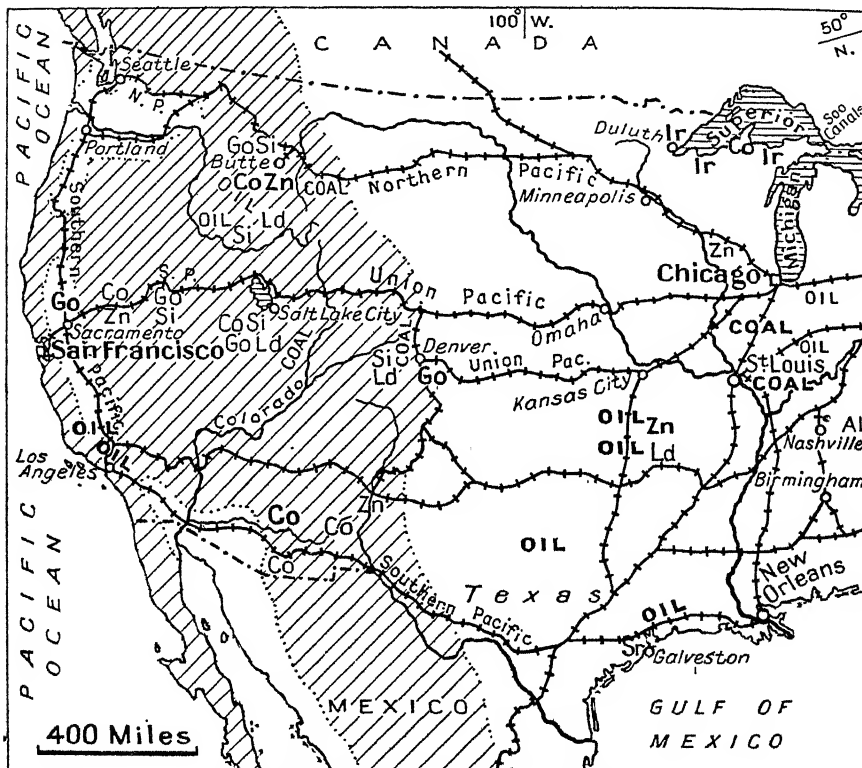 100° W.
50° N.
CANADA
PACIFIC OCEAN
Seattle
N. P.
Portland
Southern
Pacific
Go Si
Butte
Co Zn
COAL
Northern Pacific
Duluth
Ir
Superior
Co
Ir
Ir
Soo Canals
Minneapolis
Michigan
OIL
Ld
Si
Zn
Chicago
S. P.
Union Pacific
Go
Co
Zn
Go
Si
Sacramento
San Francisco
Co Si
Go Ld
Salt Lake City
COAL
COAL
Omaha
OIL
COAL
OIL
Si
Ld
Denver
Go
Union Pac.
Kansas City
St. Louis
COAL
Colorado
OIL
OIL
OIL Zn
OIL Ld
Al
Nashville
Birmingham
Los Angeles
Zn
Co
Co
Co
OIL
Texas
Southern Pacific
OIL
New Orleans
Galveston
PACIFIC OCEAN
MEXICO
GULF OF MEXICO
400 Miles